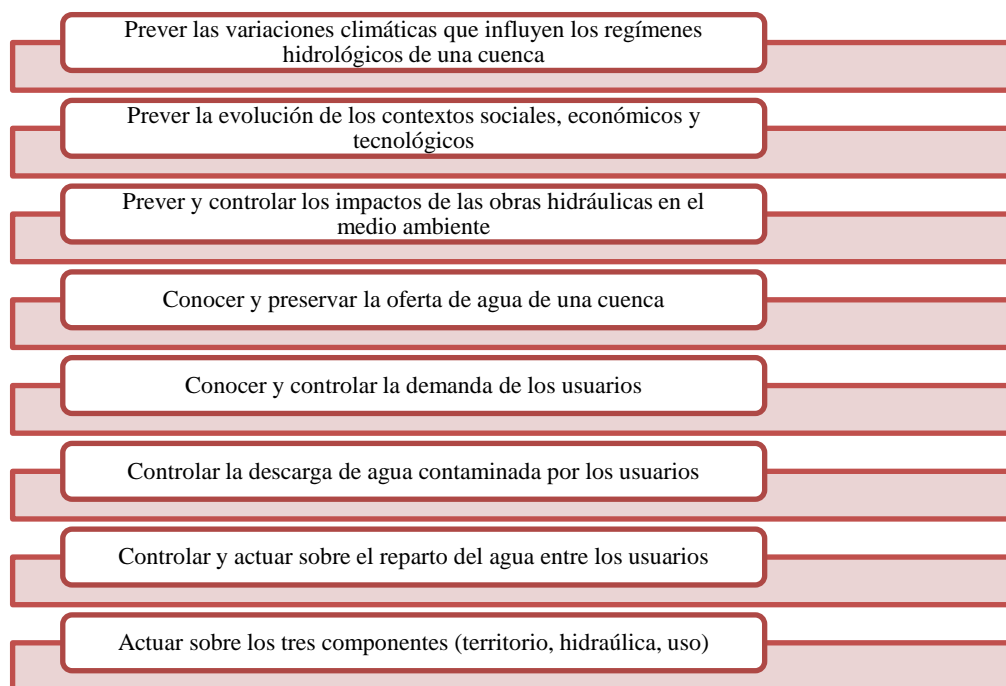 Prever las variaciones climáticas que influyen los regímenes
hidrológicos de una cuenca
Prever la evolución de los contextos sociales, económicos y
tecnológicos
Prever y controlar los impactos de las obras hidráulicas en el
medio ambiente
Conocer y preservar la oferta de agua de una cuenca
Conocer y controlar la demanda de los usuarios
Controlar la descarga de agua contaminada por los usuarios
Controlar y actuar sobre el reparto del agua entre los usuarios
Actuar sobre los tres componentes (territorio, hidraúlica, uso)